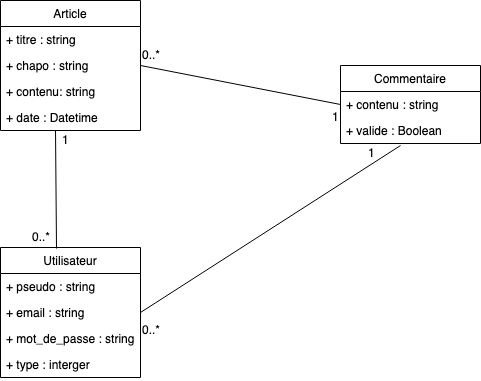 Article
+ titre : string
+ chapo : string
+ contenu: string
+ date : Datetime
0..*
1
Commentaire
+ contenu : string
+ valide : Boolean
1
1
0..*
Utilisateur
+ pseudo : string
+ email : string
+ mot_de_passe : string
+ type : interger
0..*